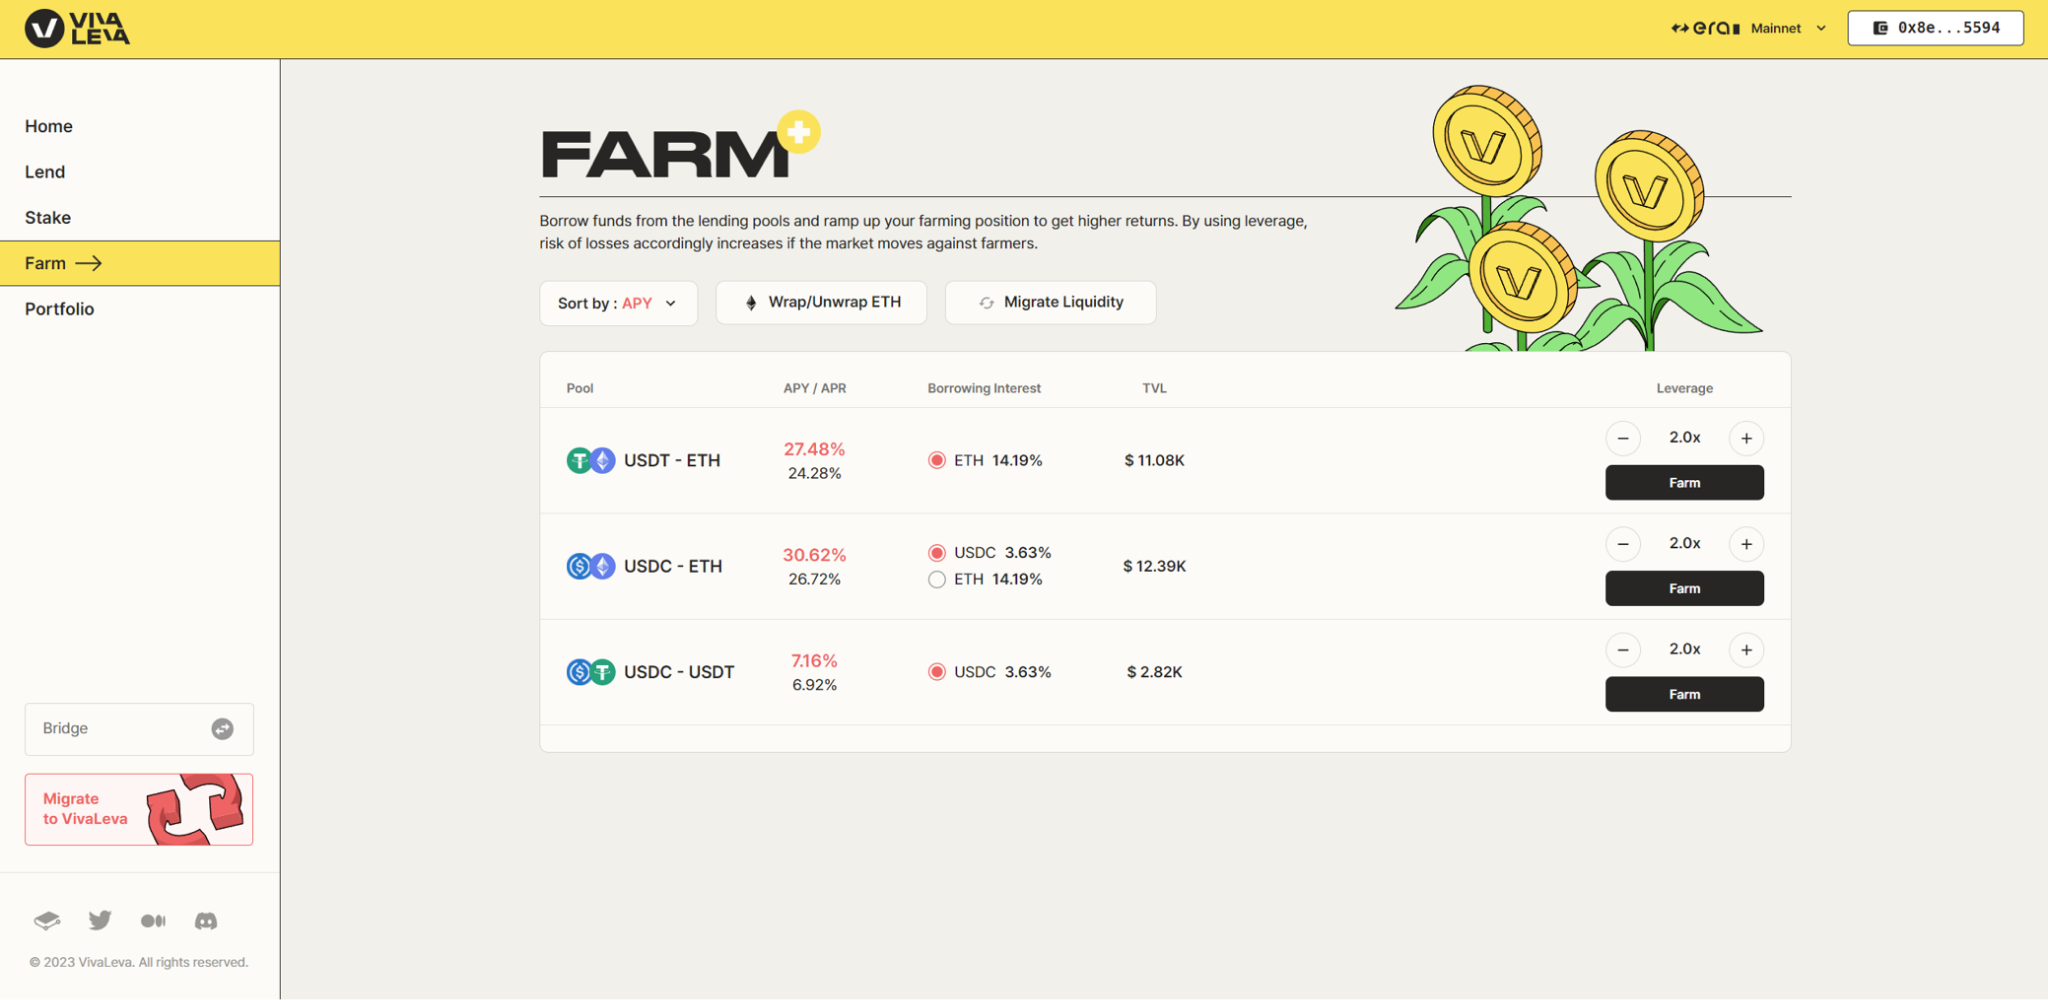 VIVA
LEVA
era
Mainnet
0x8e...5594
Home
Lend
Stake
Farm
Portfolio
Bridge
Migrate
to VivaLeva
© 2023 VivaLeva. All rights reserved.
FARM
Borrow funds from the lending pools and ramp up your farming position to get higher returns. By using leverage,
risk of losses accordingly increases if the market moves against farmers.
Sort by : APY
Wrap/Unwrap ETH
Migrate Liquidity
Pool APY / APR Borrowing Interest TVL Leverage
USDT - ETH
27.48%
24.28%
ETH 14.19%
$ 11.08K
2.0x
Farm
USDC - ETH
30.62%
26.72%
USDC 3.63%
ETH 14.19%
$ 12.39K
2.0x
Farm
USDC - USDT
7.16%
6.92%
USDC 3.63%
$ 2.82K
2.0x
Farm